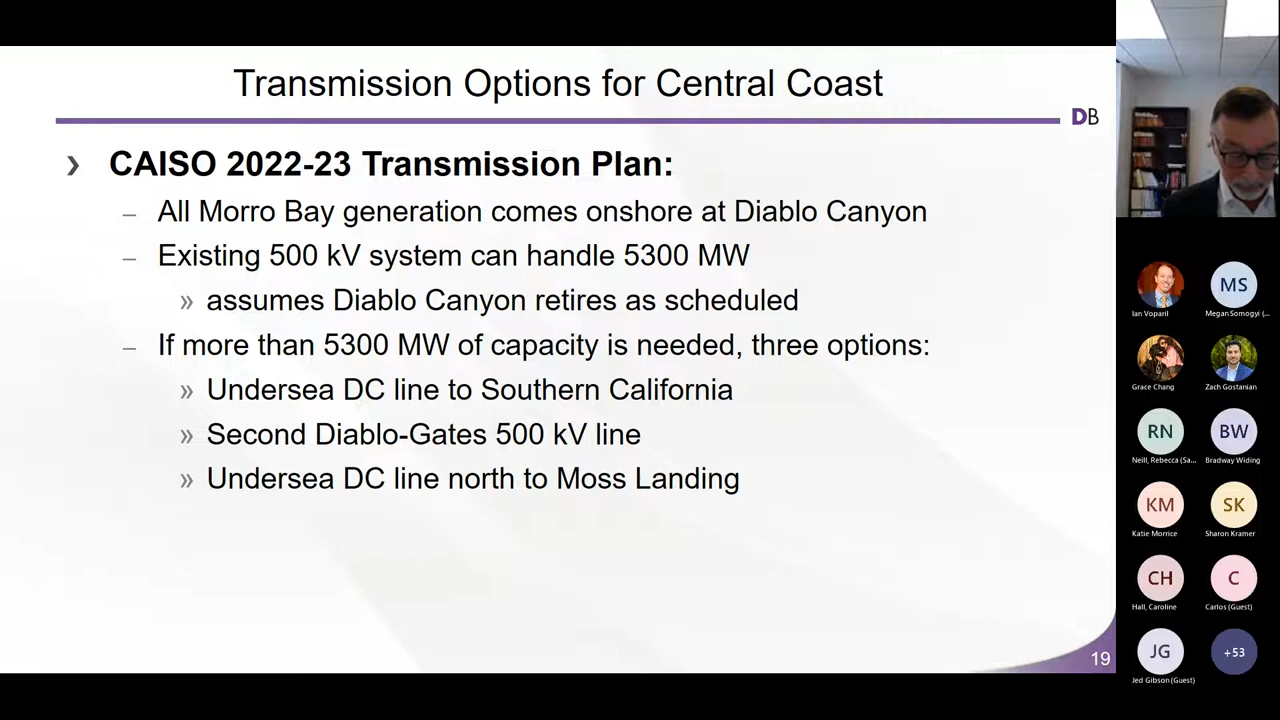 Transmission Options for Central Coast
DB
› CAISO 2022-23 Transmission Plan:
– All Morro Bay generation comes onshore at Diablo Canyon
– Existing 500 kV system can handle 5300 MW
» assumes Diablo Canyon retires as scheduled
– If more than 5300 MW of capacity is needed, three options:
» Undersea DC line to Southern California
» Second Diablo-Gates 500 kV line
» Undersea DC line north to Moss Landing
19
Ian Voparil
MS
Megan Somogyi (...
Grace Chang
Zach Gostanian
RN
Neill, Rebecca (Sa...
BW
Bradway Widing
KM
Katie Morrice
SK
Sharon Kramer
CH
Hall, Caroline
C
Carlos (Guest)
JG
Jed Gibson (Guest)
+53